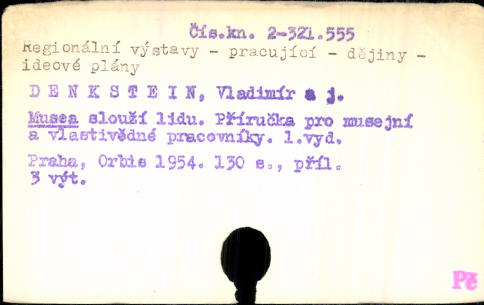 Čís.kn. 2-321.555
Regionální výstavy - pracující - dějiny -
ideové plány
D E N K S T E I N, Vladimír a j.
Musea slouží lidu. Příručka pro musejní
a vlastivědné pracovníky. 1.vyd.
Praha, Orbis 1954. 130 s., příl.
3 výt.
Pč